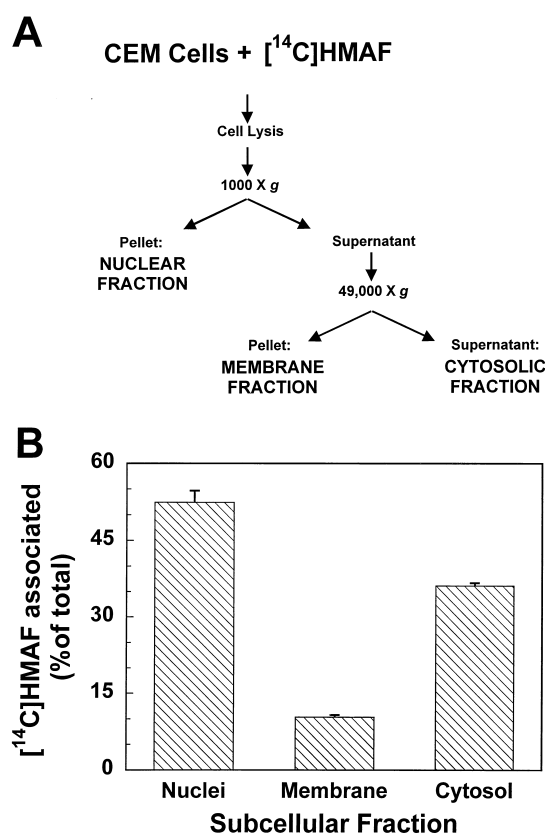 A
CEM Cells + [¹⁴C]HMAF
Cell Lysis
1000 X g
Pellet:
NUCLEAR
FRACTION
Supernatant
49,000 X g
Pellet:
MEMBRANE
FRACTION
Supernatant:
CYTOSOLIC
FRACTION
B
[¹⁴C]HMAF associated
(%of total)
60
45
30
15
0
Nuclei Membrane Cytosol
Subcellular Fraction